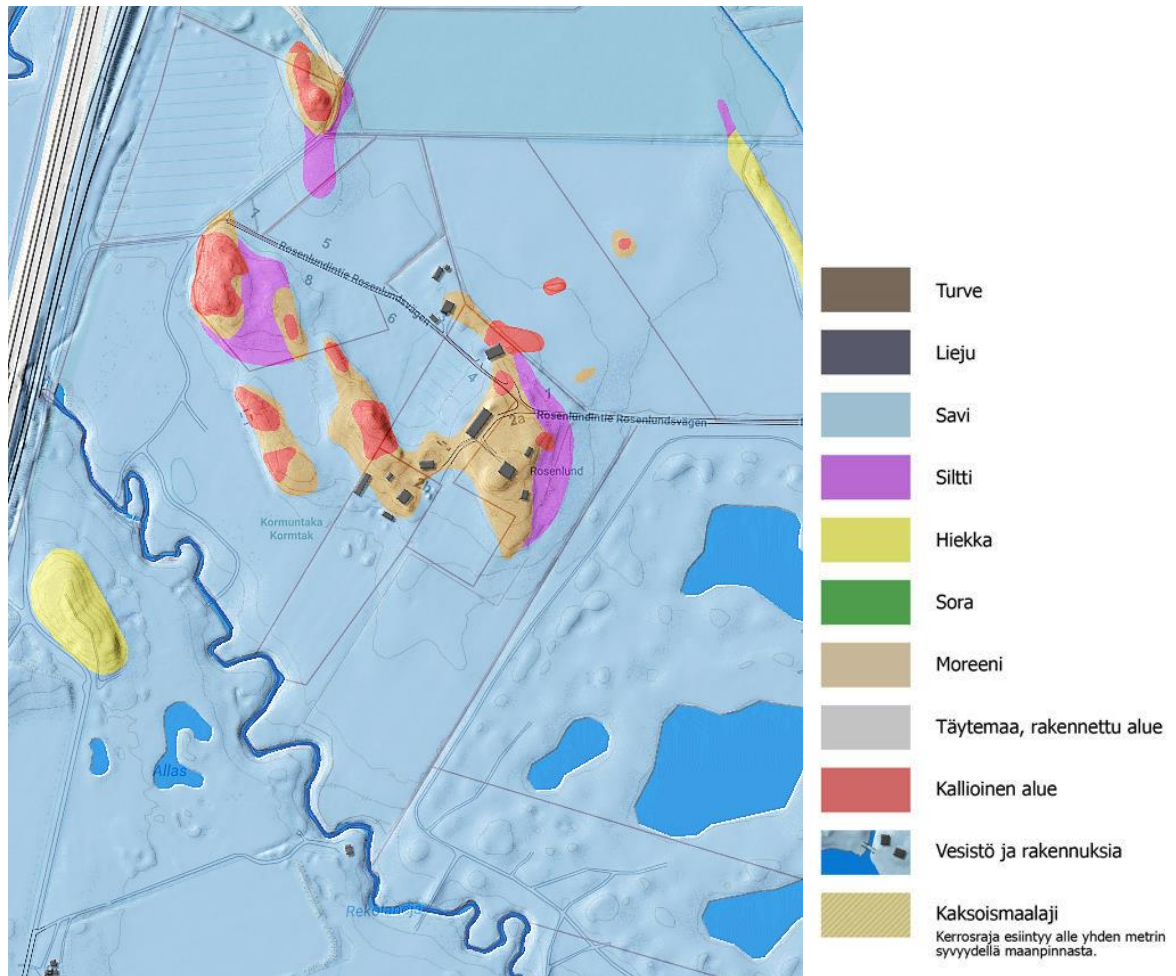 7
5
Rosenlundintie Rosenlundsvägen
8
6
4
1
Rosenlundintie Rosenlundsvägen
2a
Rosenlund
2b
Kormuntaka
Kormtak
Allas
Rekolanoja
Turve
Lieju
Savi
Siltti
Hiekka
Sora
Moreeni
Täytemaa, rakennettu alue
Kallioinen alue
Vesistö ja rakennuksia
Kaksoismaalaji
Kerrosraja esiintyy alle yhden metrin
syvyydellä maanpinnasta.